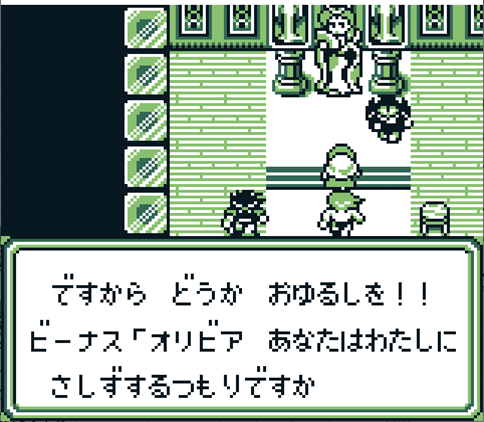 ですから どうか おゆるしを！！
ビーナス「オリビア あなたはわたしに
さしずするつもりですか